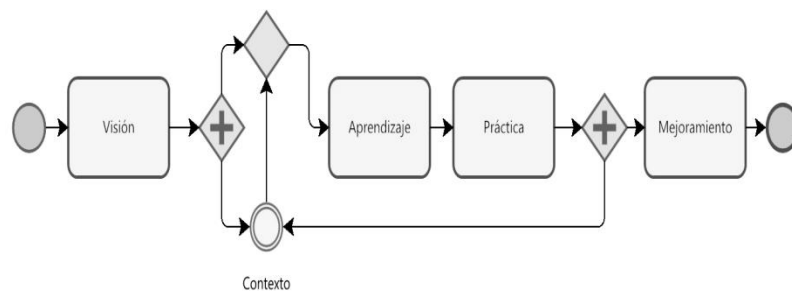 Visión
Aprendizaje
Práctica
Mejoramiento
Contexto